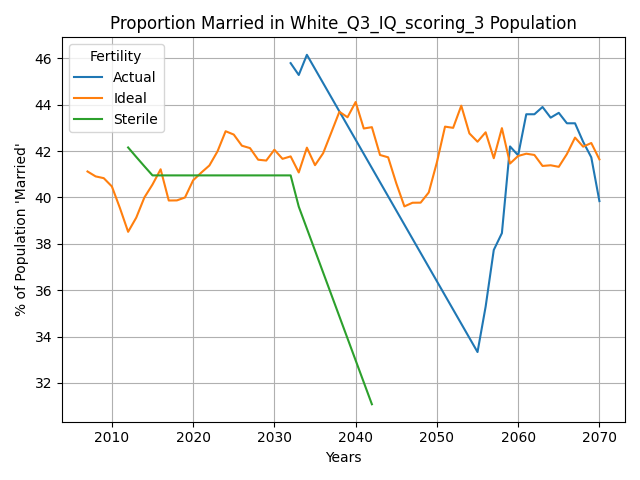 Proportion Married in White_Q3_IQ_scoring_3 Population
Fertility
Actual
Ideal
Sterile
% of Population 'Married'
46
44
42
40
38
36
34
32
2010
2020
2030
2040
2050
2060
2070
Years